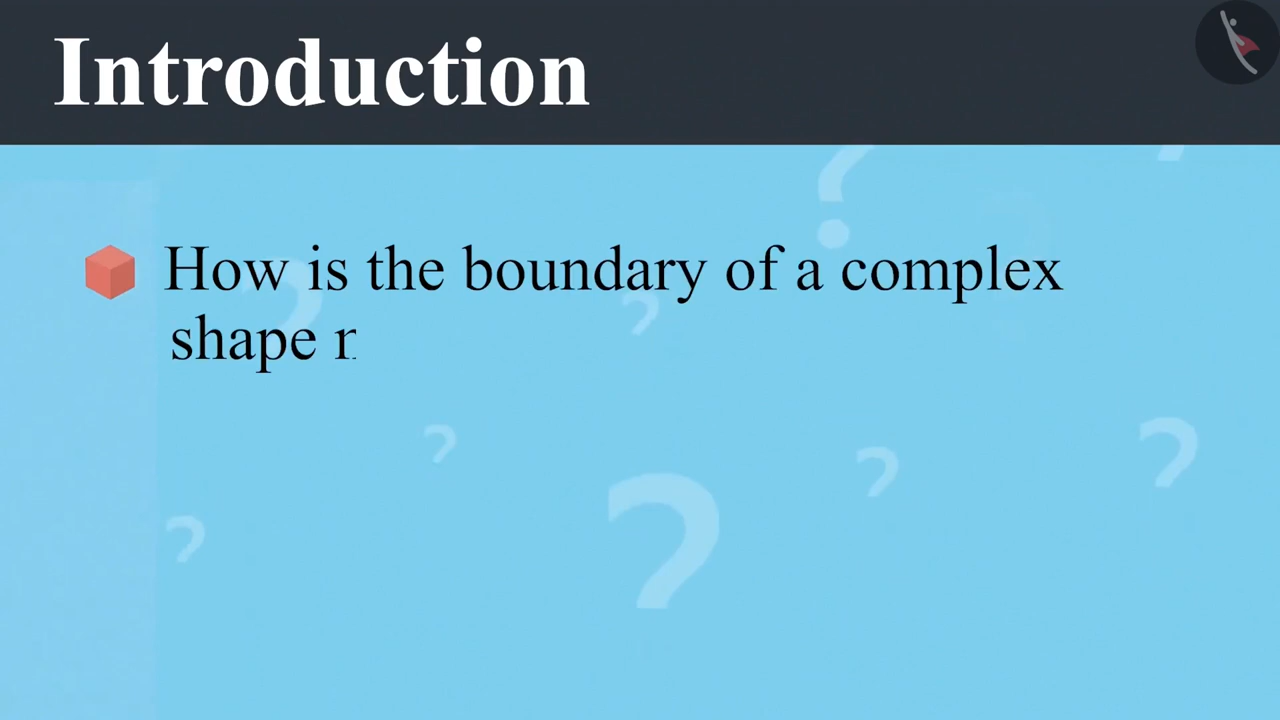 Introduction
How is the boundary of a complex
shape